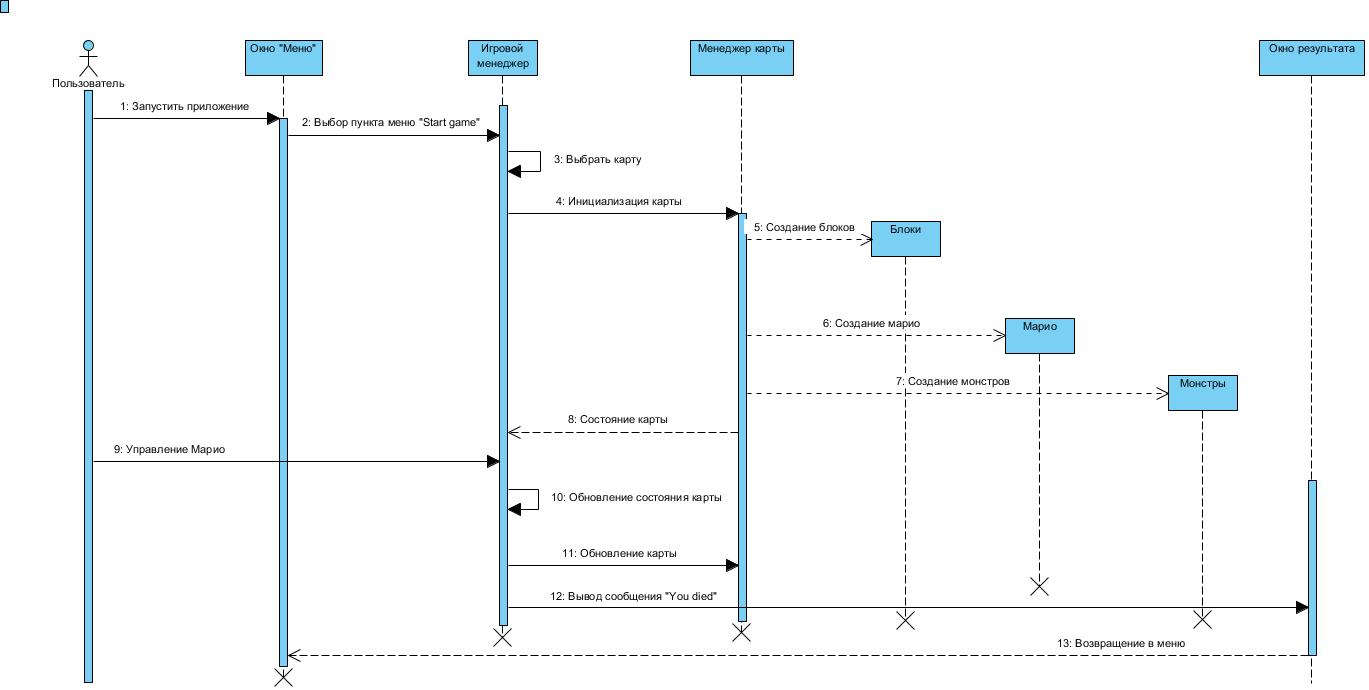 Пользователь
Окно "Меню"
Игровой
менеджер
Менеджер карты
Окно результата
1: Запустить приложение
2: Выбор пункта меню "Start game"
3: Выбрать карту
4: Инициализация карты
5: Создание блоков
Блоки
6: Создание марио
Марио
7: Создание монстров
Монстры
8: Состояние карты
9: Управление Марио
10: Обновление состояния карты
11: Обновление карты
12: Вывод сообщения "You died"
13: Возвращение в меню